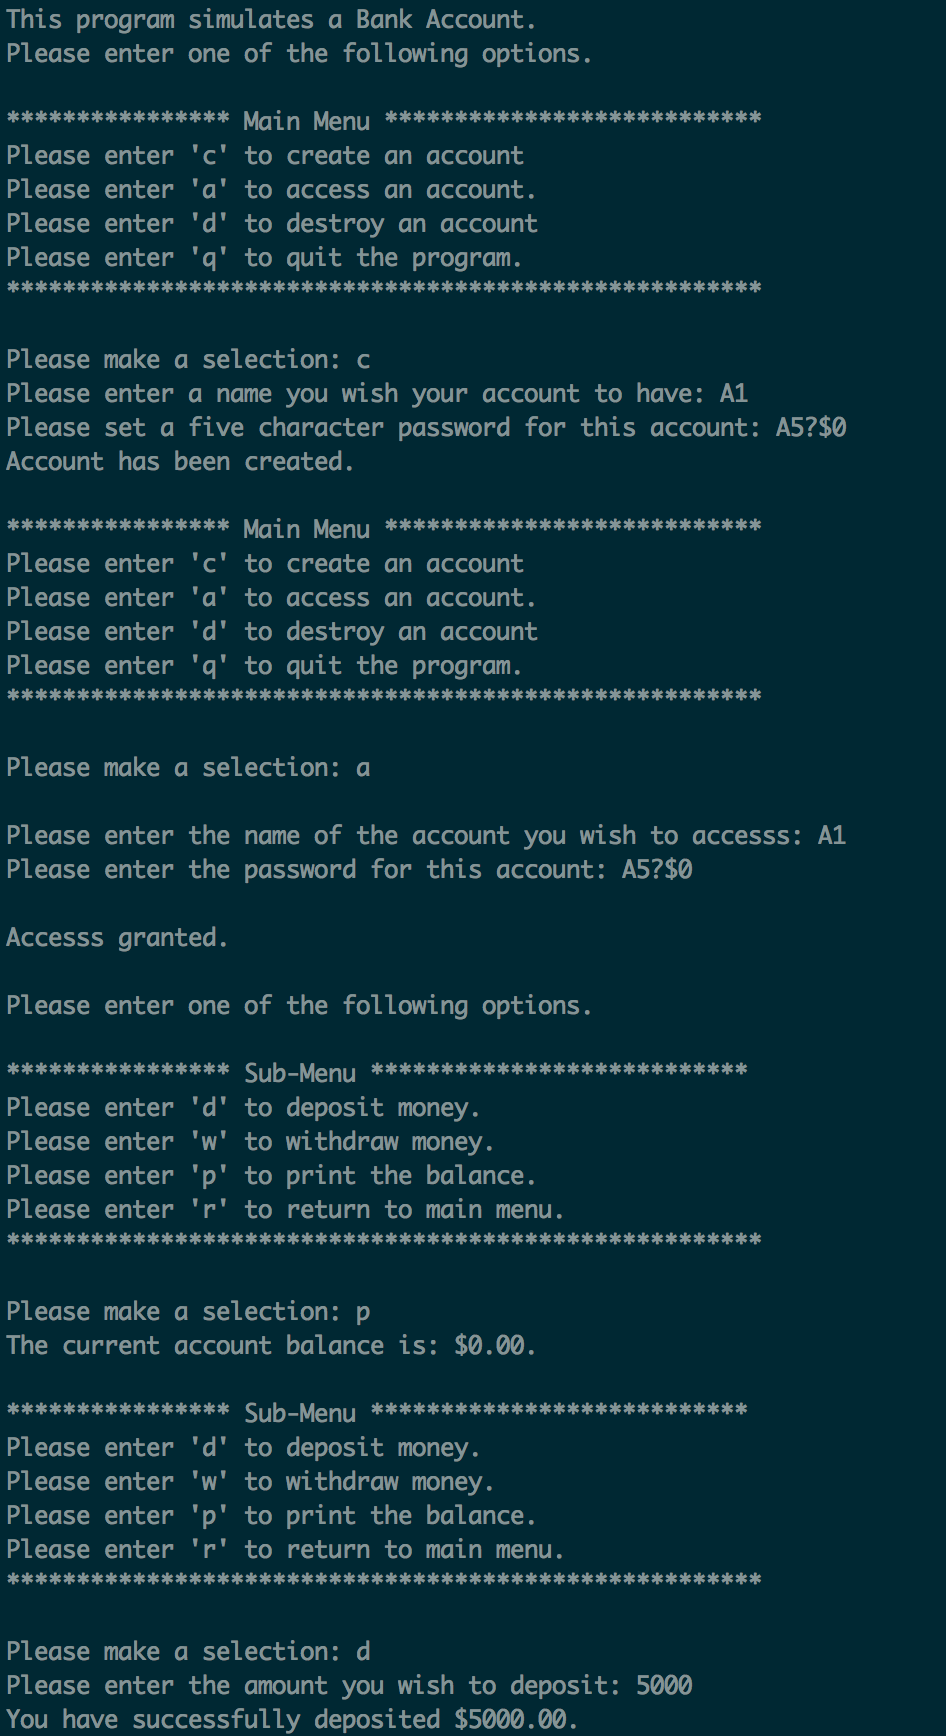 This program simulates a Bank Account.
Please enter one of the following options.
**************** Main Menu ***************************
Please enter 'c' to create an account
Please enter 'a' to access an account.
Please enter 'd' to destroy an account
Please enter 'q' to quit the program.
******************************************************
Please make a selection: c
Please enter a name you wish your account to have: A1
Please set a five character password for this account: A5?$0
Account has been created.
**************** Main Menu ***************************
Please enter 'c' to create an account
Please enter 'a' to access an account.
Please enter 'd' to destroy an account
Please enter 'q' to quit the program.
******************************************************
Please make a selection: a
Please enter the name of the account you wish to accesss: A1
Please enter the password for this account: A5?$0
Accesss granted.
Please enter one of the following options.
**************** Sub-Menu ***************************
Please enter 'd' to deposit money.
Please enter 'w' to withdraw money.
Please enter 'p' to print the balance.
Please enter 'r' to return to main menu.
******************************************************
Please make a selection: p
The current account balance is: $0.00.
**************** Sub-Menu ***************************
Please enter 'd' to deposit money.
Please enter 'w' to withdraw money.
Please enter 'p' to print the balance.
Please enter 'r' to return to main menu.
******************************************************
Please make a selection: d
Please enter the amount you wish to deposit: 5000
You have successfully deposited $5000.00.